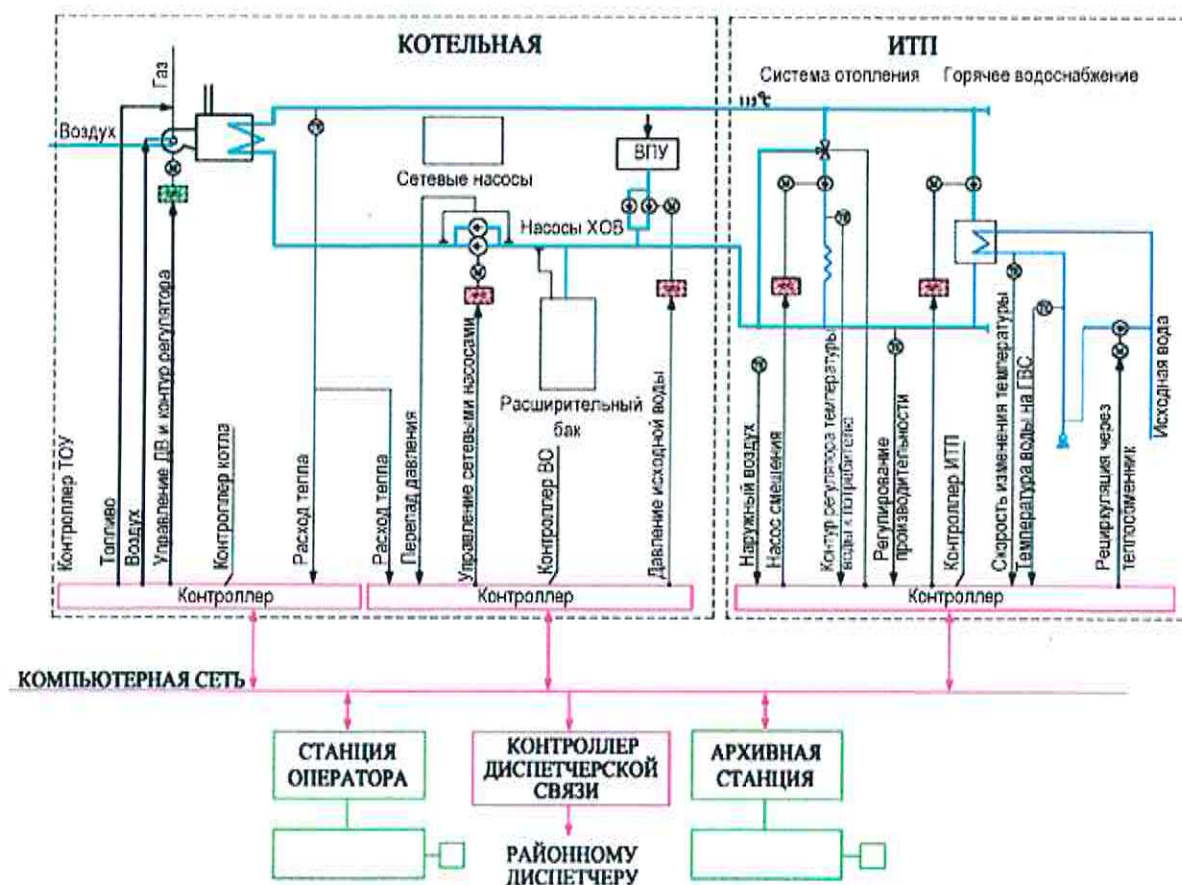 КОТЕЛЬНАЯ
ИТП
Система отопления
Горячее водоснабжение
Газ
Воздух
113°C
ВПУ
Сетевые насосы
Насосы ХОВ
Расширительный
бак
Контроллер ТОУ
Топливо
Воздух
Управление ДВ и контур регулятора
Контроллер котла
Расход тепла
Расход тепла
Перепад давления
Управление сетевыми насосами
Контроллер ВС
Давление исходной воды
Наружный воздух
Насос смешения
Контур регулятора температуры
воды к потребителю
Регулирование
производительности
Контроллер ИТП
Скорость изменения температуры
Температура воды на ГВС
Рециркуляция через
теплообменник
Исходная вода
Контроллер
Контроллер
Контроллер
КОМПЬЮТЕРНАЯ СЕТЬ
СТАНЦИЯ
ОПЕРАТОРА
КОНТРОЛЛЕР
ДИСПЕТЧЕРСКОЙ
СВЯЗИ
АРХИВНАЯ
СТАНЦИЯ
РАЙОННОМУ
ДИСПЕТЧЕРУ